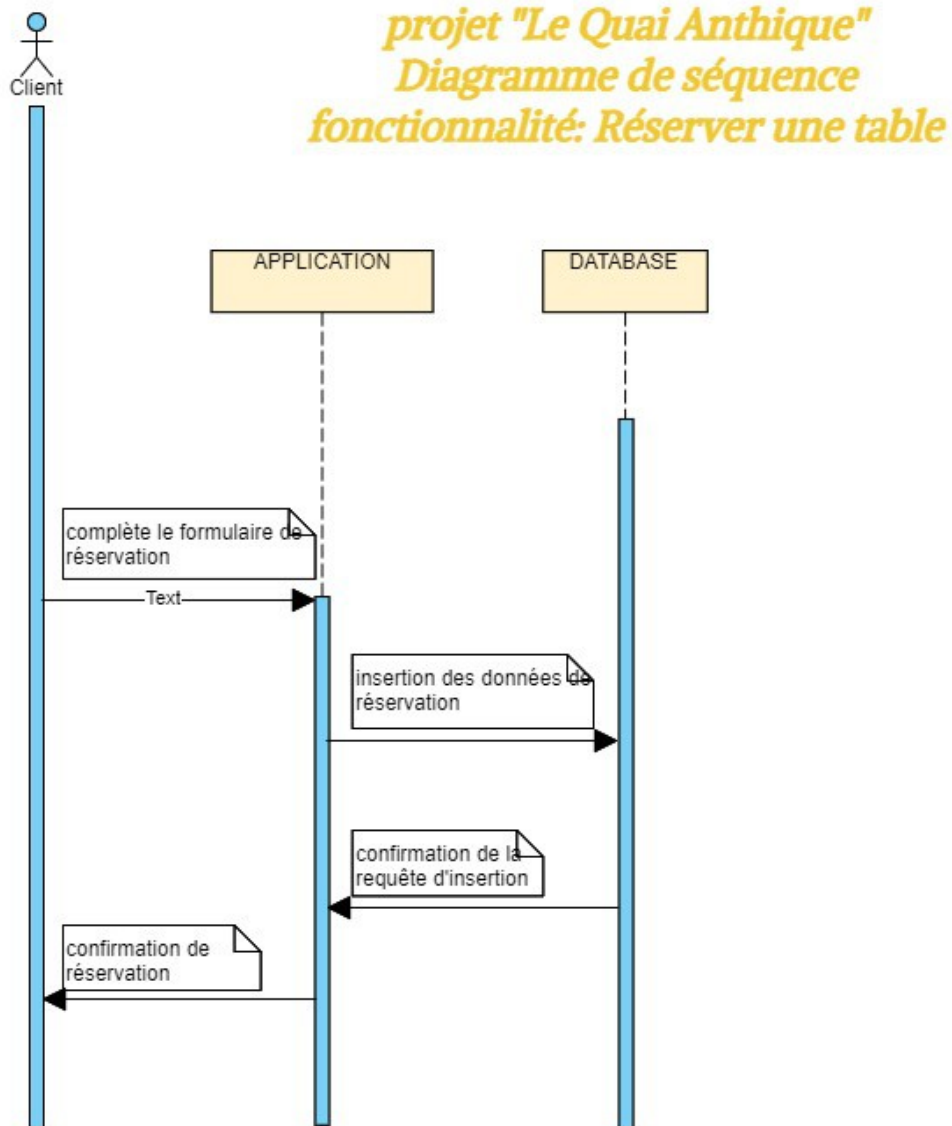 projet "Le Quai Anthique"
Diagramme de séquence
fonctionnalité: Réserver une table
Client
APPLICATION
DATABASE
complète le formulaire de
réservation
Text
insertion des données de
réservation
confirmation de la
requête d'insertion
confirmation de
réservation